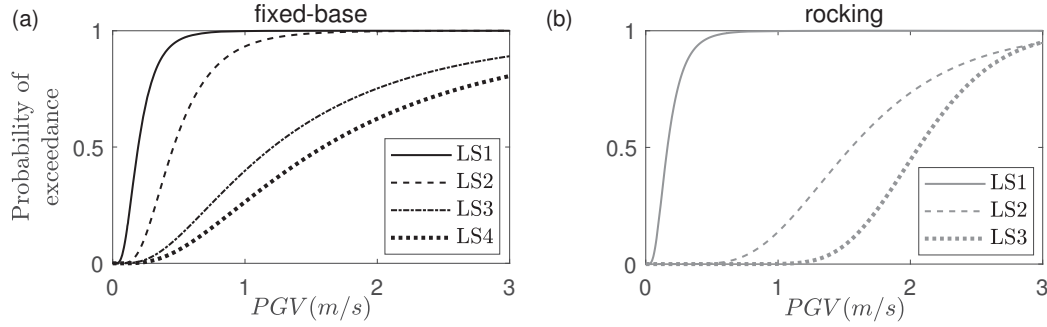 (a)
fixed-base
Probability of
exceedance
1
0.5
0
LS1
LS2
LS3
LS4
0
1
2
3
PGV(m/s)
(b)
rocking
1
0.5
0
LS1
LS2
LS3
0
1
2
3
PGV(m/s)